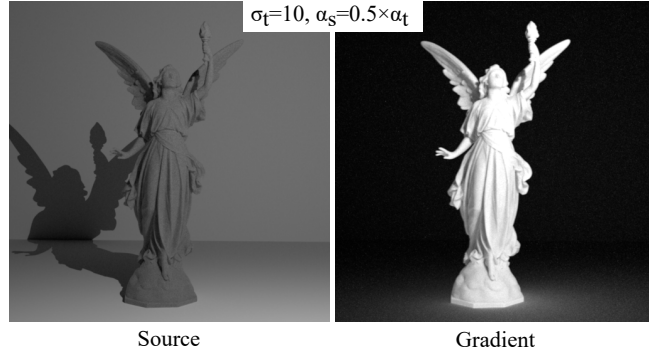 σt=10, αs=0.5×αt
Source
Gradient